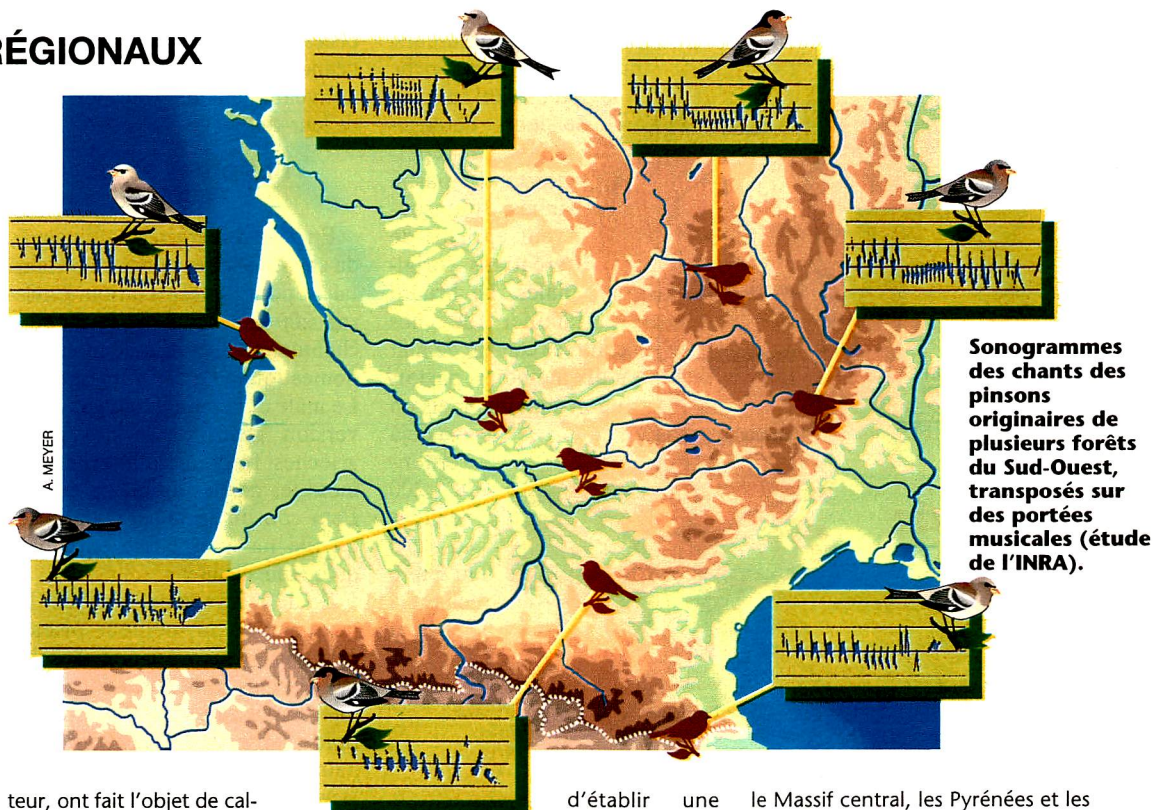 RÉGIONAUX
A. MEYER
Sonogrammes
des chants des
pinsons
originaires de
plusieurs forêts
du Sud-Ouest,
transposés sur
des portées
musicales (étude
de l'INRA).
teur, ont fait l'objet de cal-
d'établir une
le Massif central, les Pyrénées et les